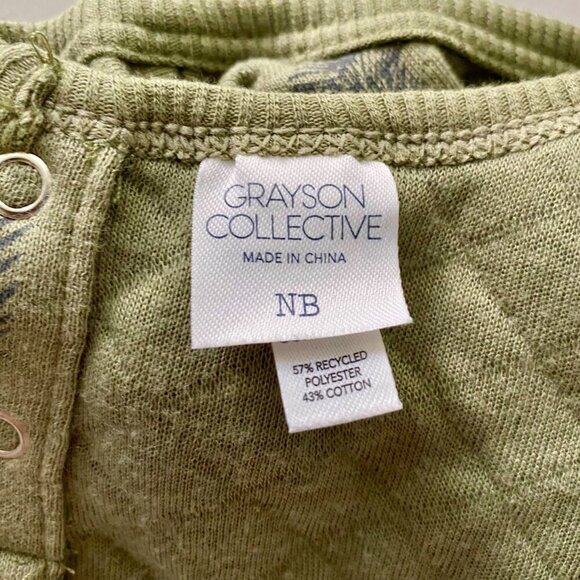 GRAYSON
COLLECTIVE
MADE IN CHINA
NB
57% RECYCLED
POLYESTER
43% COTTON